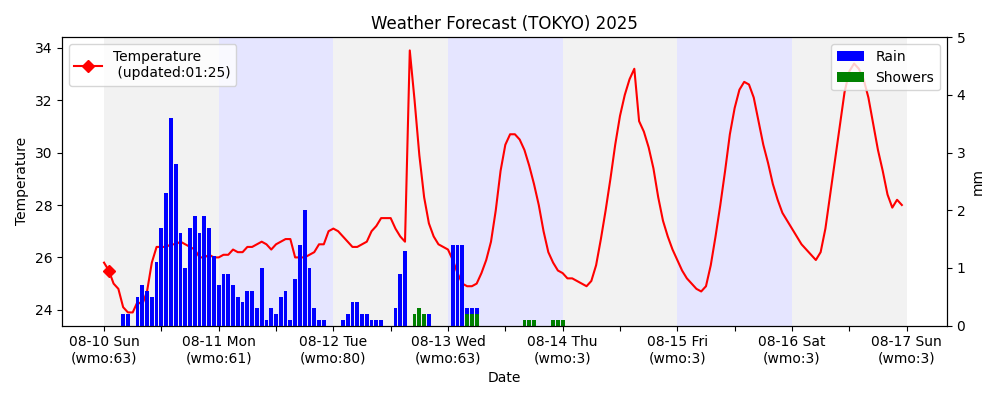 Weather Forecast (TOKYO) 2025
Temperature
(updated:01:25)
Rain
Showers
34
32
30
28
26
24
Temperature
5
4
3
2
1
0
mm
08-10 Sun
(wmo:63)
08-11 Mon
(wmo:61)
08-12 Tue
(wmo:80)
08-13 Wed
(wmo:63)
08-14 Thu
(wmo:3)
08-15 Fri
(wmo:3)
08-16 Sat
(wmo:3)
08-17 Sun
(wmo:3)
Date